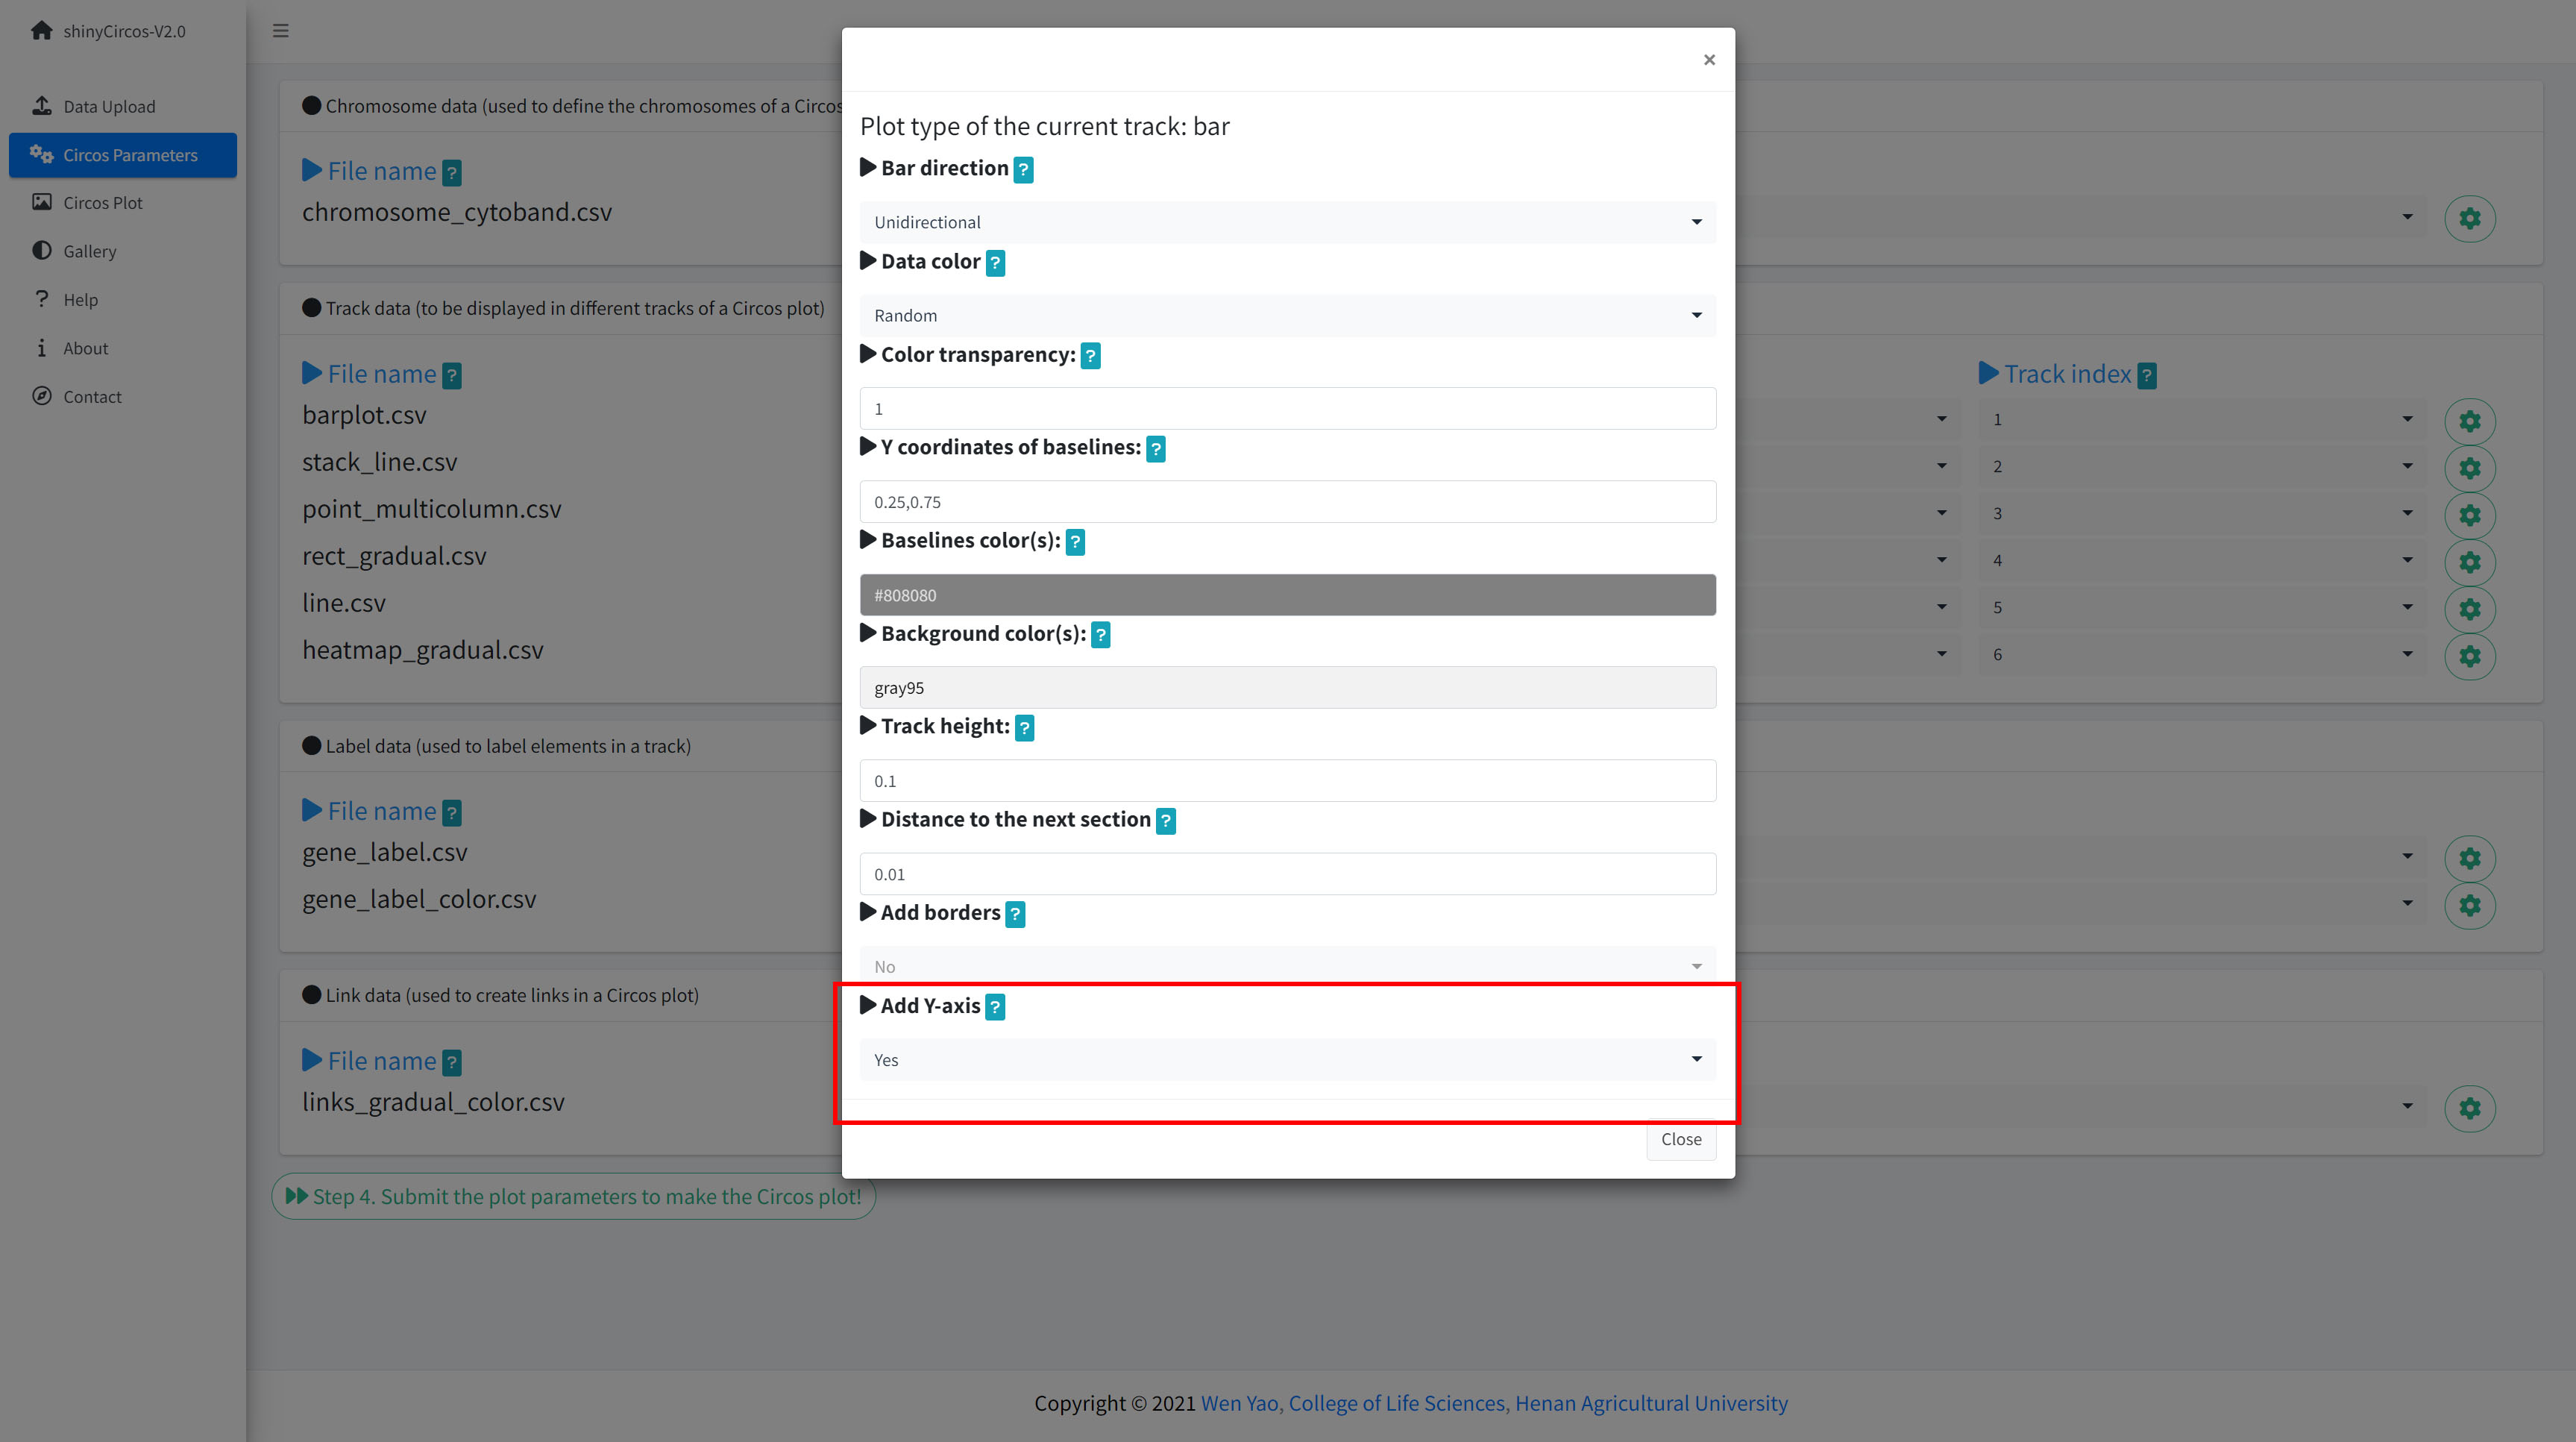 shinyCircos-V2.0
Data Upload
Circos Parameters
Circos Plot
Gallery
? Help
i About
Contact
Chromosome data (used to define the chromosomes of a Circos
File name ?
chromosome_cytoband.csv
Track data (to be displayed in different tracks of a Circos plot)
File name ?
barplot.csv
stack_line.csv
point_multicolumn.csv
rect_gradual.csv
line.csv
heatmap_gradual.csv
Track index ?
1
2
3
4
5
6
Label data (used to label elements in a track)
File name ?
gene_label.csv
gene_label_color.csv
Link data (used to create links in a Circos plot)
File name ?
links_gradual_color.csv
Step 4. Submit the plot parameters to make the Circos plot!
×
Plot type of the current track: bar
Bar direction ?
Unidirectional
Data color ?
Random
Color transparency: ?
1
Y coordinates of baselines: ?
0.25,0.75
Baselines color(s): ?
#808080
Background color(s): ?
gray95
Track height: ?
0.1
Distance to the next section ?
0.01
Add borders ?
No
Add Y-axis ?
Yes
Close
Copyright © 2021 Wen Yao, College of Life Sciences, Henan Agricultural University